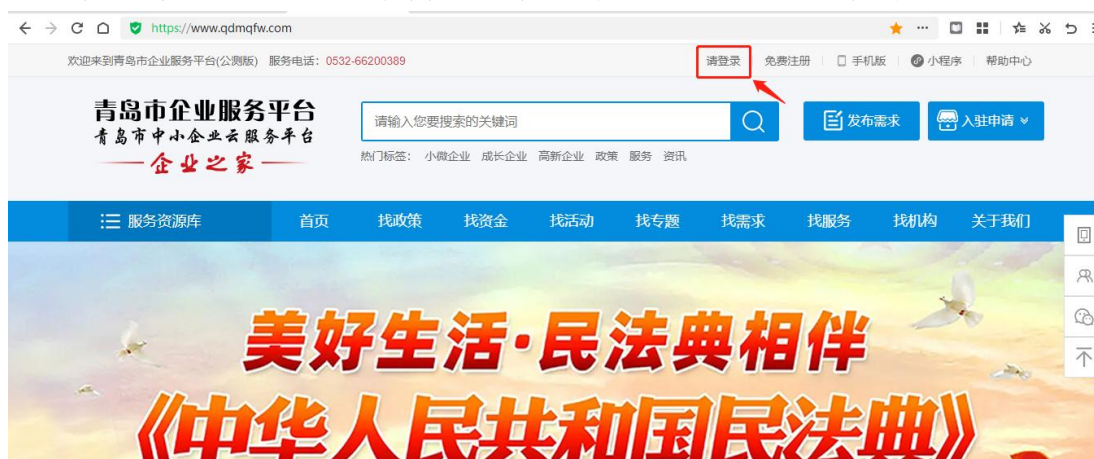 https://www.qdmqfw.com
欢迎来到青岛市企业服务平台(公测版) 服务电话：0532-66200389 请登录 免费注册 手机版 小程序 帮助中心
青岛市企业服务平台
青岛市中小企业云服务平台
企业之家
请输入您要搜索的关键词
发布需求
入驻申请
热门标签： 小微企业 成长企业 高新企业 政策 服务 资讯
服务资源库 首页 找政策 找资金 找活动 找专题 找需求 找服务 找机构 关于我们
美好生活·民法典相伴
《中华人民共和国民法典》